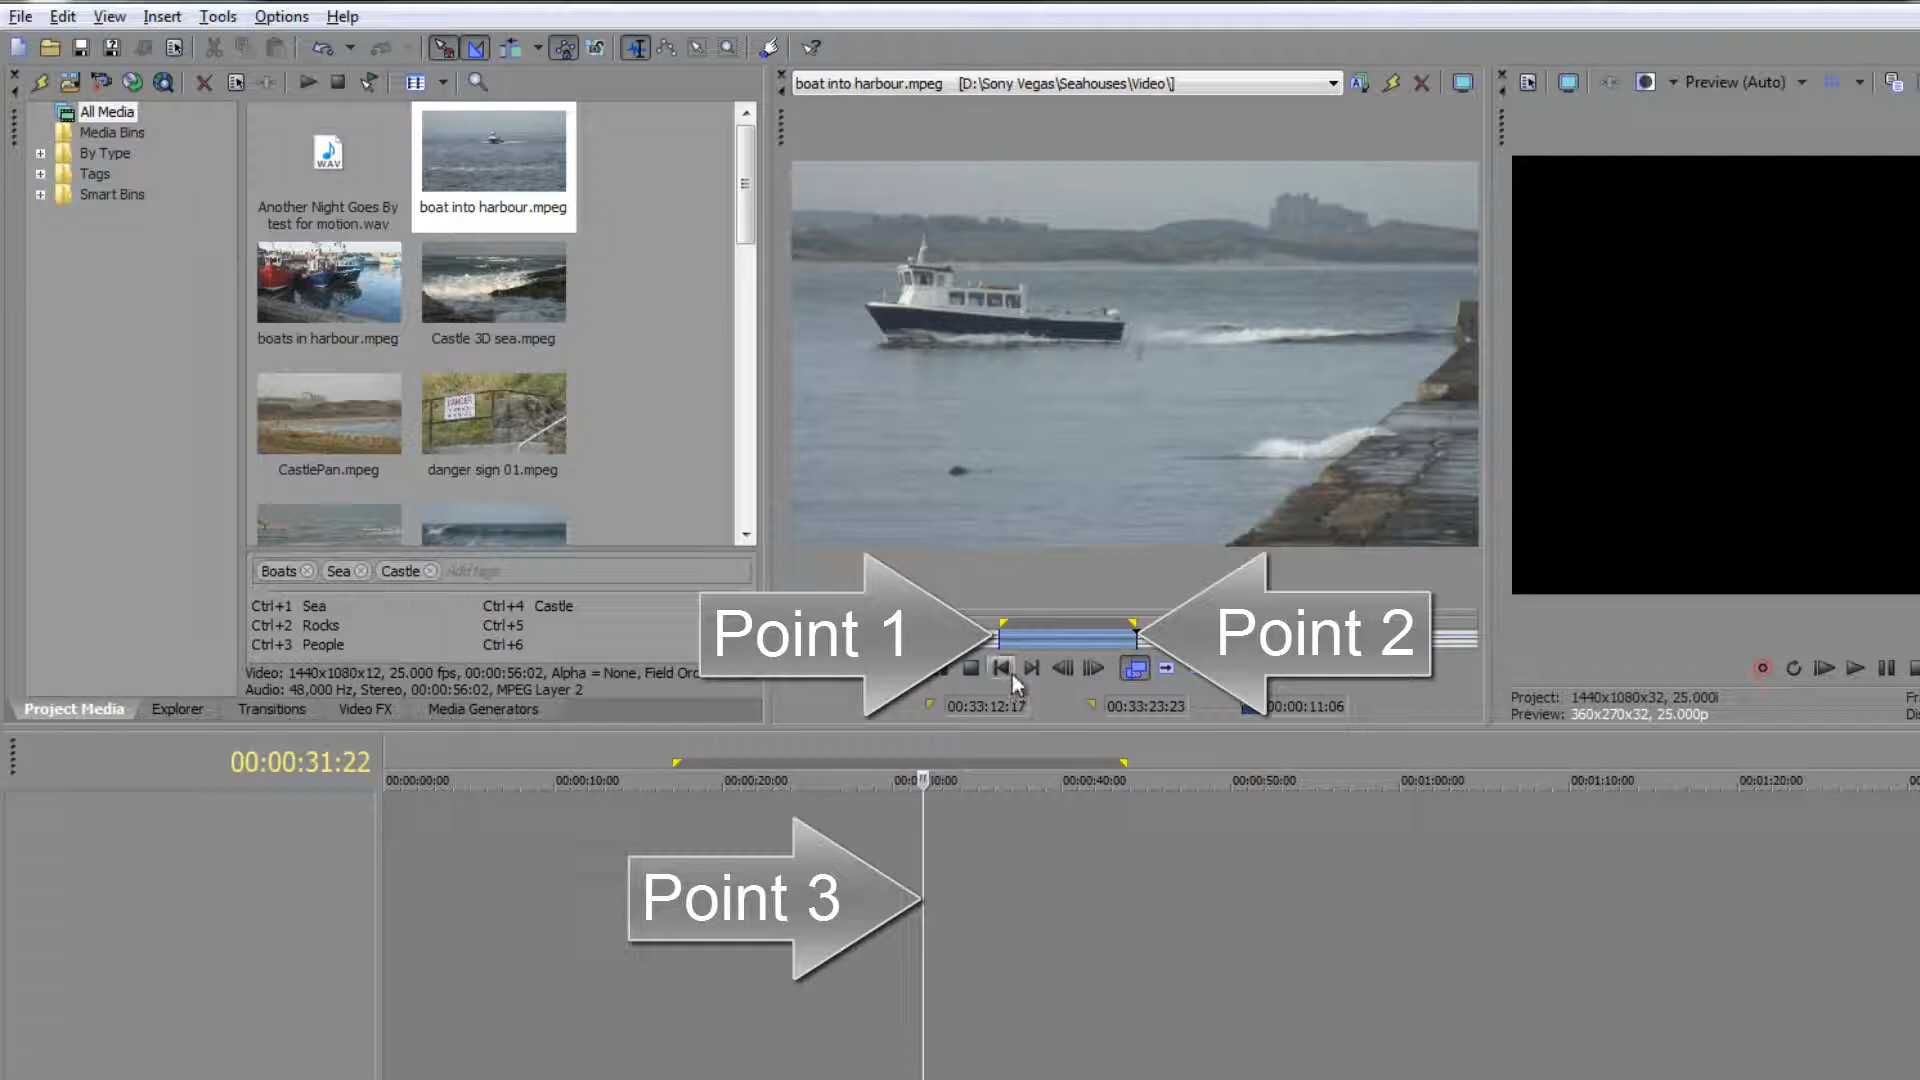 File Edit View Insert Tools Options Help
boat into harbour.mpeg [D:\Sony Vegas\Seahouses\Video\]
Preview (Auto)
All Media
Media Bins
By Type
Tags
Smart Bins
WAV
Another Night Goes By
test for motion.wav
boat into harbour.mpeg
boats in harbour.mpeg
Castle 3D sea.mpeg
DANGER
CastlePan.mpeg
danger sign 01.mpeg
Boats Sea Castle Add tags
Ctrl+1 Sea
Ctrl+2 Rocks
Ctrl+3 People
Ctrl+4 Castle
Ctrl+5
Ctrl+6
Video: 1440x1080x12, 25.000 fps, 00:00:56:02, Alpha = None, Field Orc
Audio: 48,000 Hz, Stereo, 00:00:56:02, MPEG Layer 2
Project Media Explorer Transitions Video FX Media Generators
Point 1
Point 2
00:33:12:17 00:33:23:23 00:00:11:06
Project: 1440x1080x32, 25.000i
Preview: 360x270x32, 25.000p
Fr
Di
00:00:31:22
00:00:00:00 00:00:10:00 00:00:20:00 00:00:30:00 00:00:40:00 00:00:50:00 00:01:00:00 00:01:10:00 00:01:20:00
Point 3